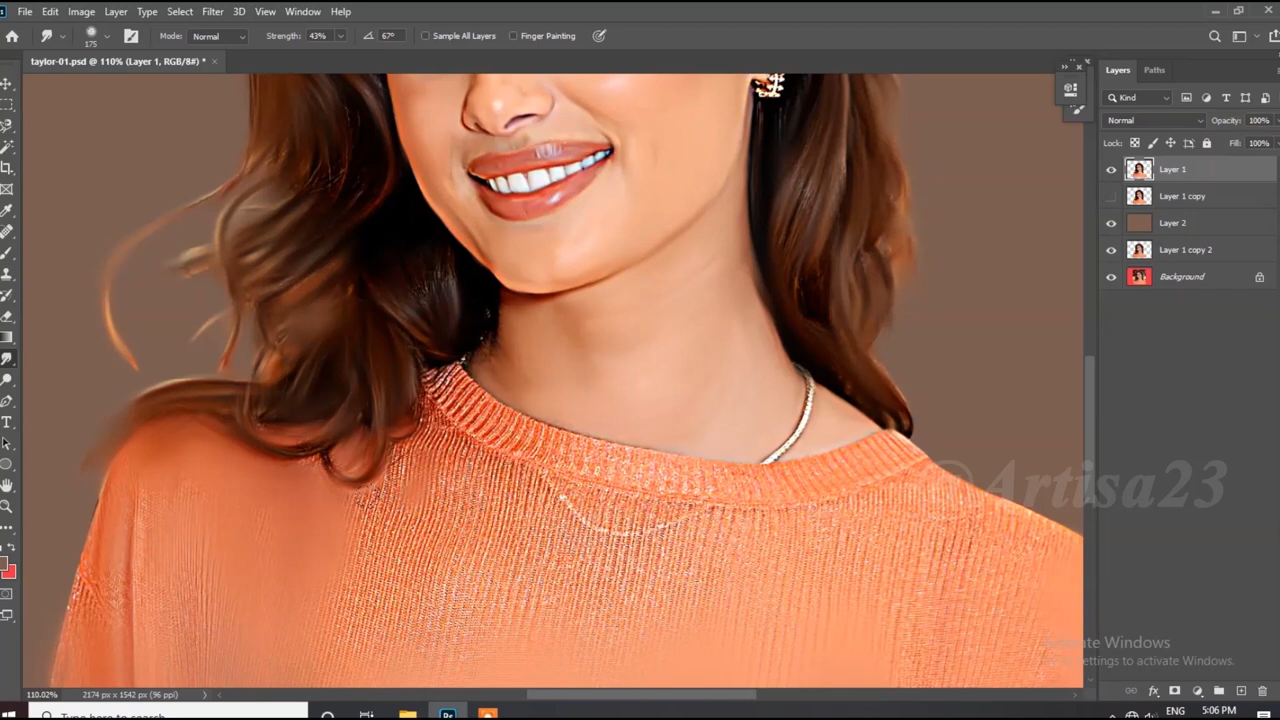 Ps File Edit Image Layer Type Select Filter 3D View Window Help
175 Mode: Normal Strength: 43% 67° Sample All Layers Finger Painting
taylor-01.psd @ 110% (Layer 1, RGB/8#) * ×
Layers Paths
Kind
Normal Opacity: 100%
Lock: Fill: 100%
Layer 1
Layer 1 copy
Layer 2
Layer 1 copy 2
Background
@Artisa23
Activate Windows
Settings to activate Windows.
110.02% 2174 px x 1542 px (96 ppi)
Type here to search Ps ENG 5:06 PM